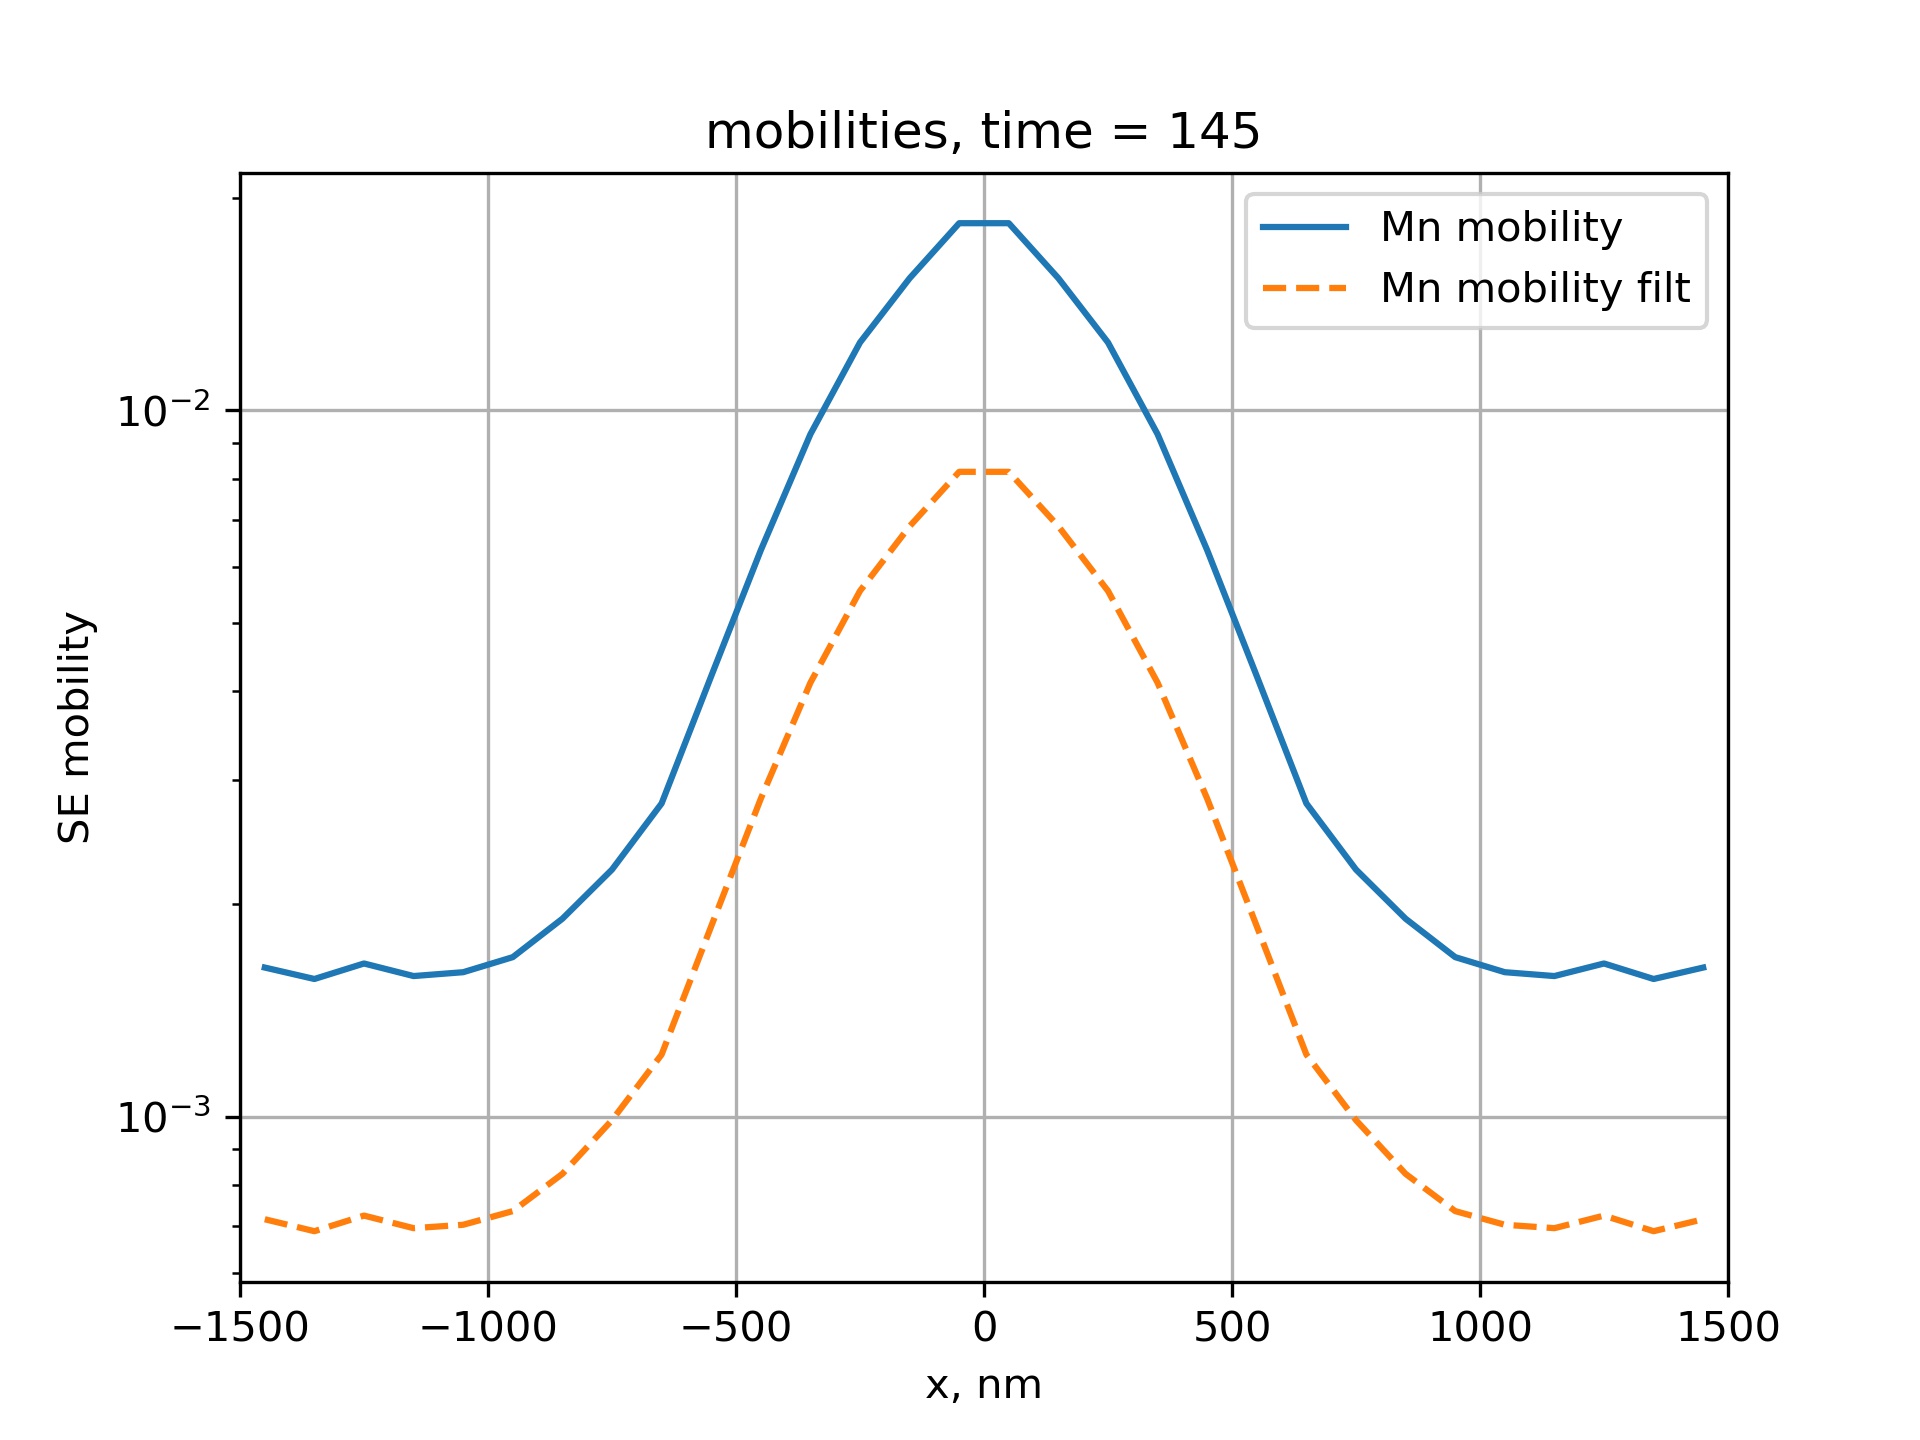 mobilities, time = 145
Mn mobility
Mn mobility filt
SE mobility
10⁻²
10⁻³
−1500 −1000 −500 0 500 1000 1500
x, nm